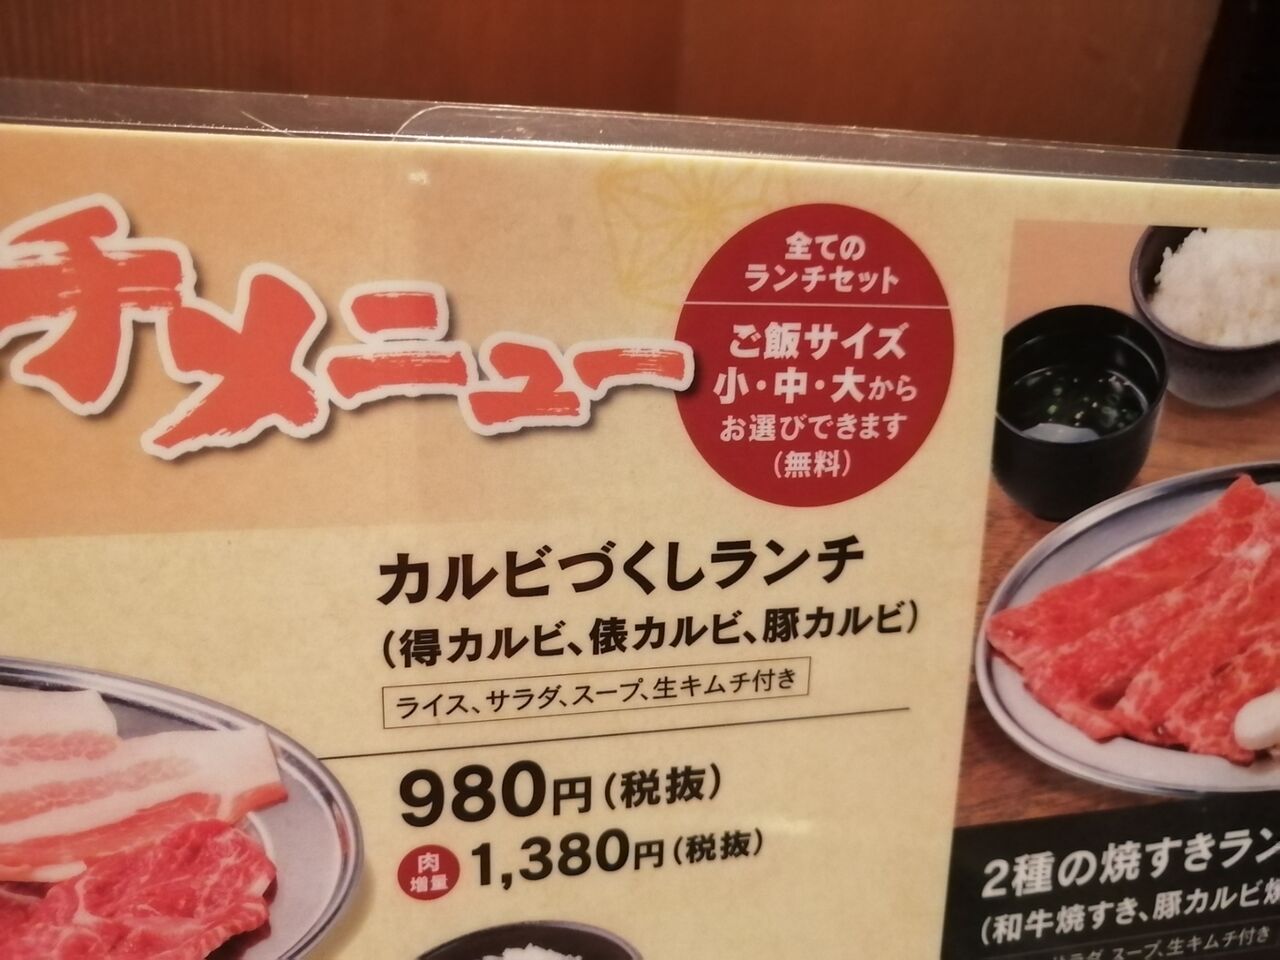 チメニュー
全ての
ランチセット
ご飯サイズ
小・中・大から
お選びできます
(無料)
カルビづくしランチ
(得カルビ、俵カルビ、豚カルビ)
ライス、サラダ、スープ、生キムチ付き
980円(税抜)
肉
増量
1,380円(税抜)
2種の焼すきラン
(和牛焼すき、豚カルビ焼
サラダ、スープ、生キムチ付き